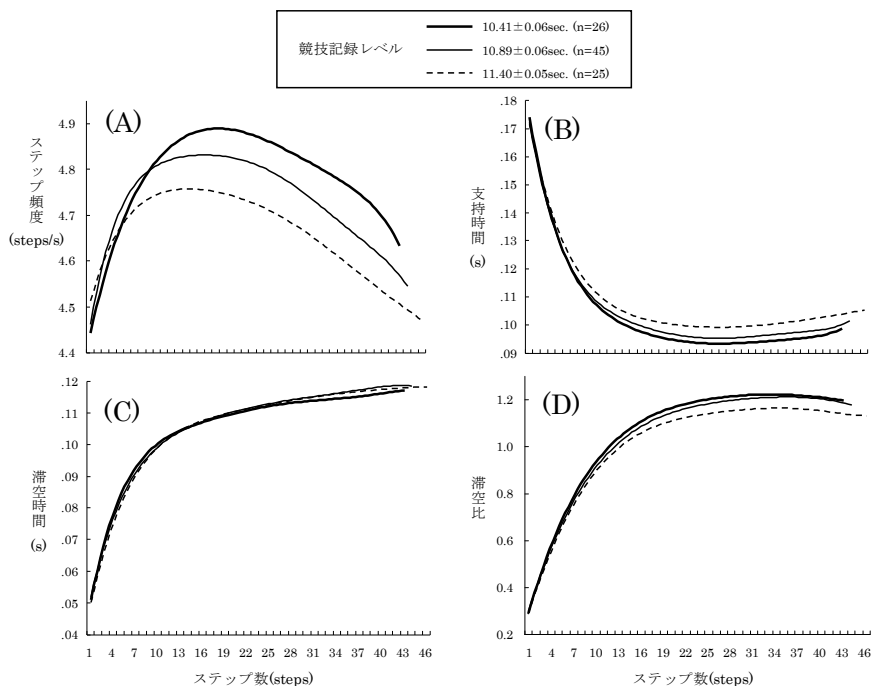 競技記録レベル
10.41±0.06sec. (n=26)
10.89±0.06sec. (n=45)
11.40±0.05sec. (n=25)
(A)
ステップ頻度
(steps/s)
4.9
4.8
4.7
4.6
4.5
4.4
(B)
支持時間
(s)
.18
.17
.16
.15
.14
.13
.12
.11
.10
.09
(C)
滞空時間
(s)
.12
.11
.10
.09
.08
.07
.06
.05
.04
1 4 7 10 13 16 19 22 25 28 31 34 37 40 43 46
ステップ数(steps)
(D)
滞空比
1.2
1.0
0.8
0.6
0.4
0.2
1 4 7 10 13 16 19 22 25 28 31 34 37 40 43 46
ステップ数(steps)